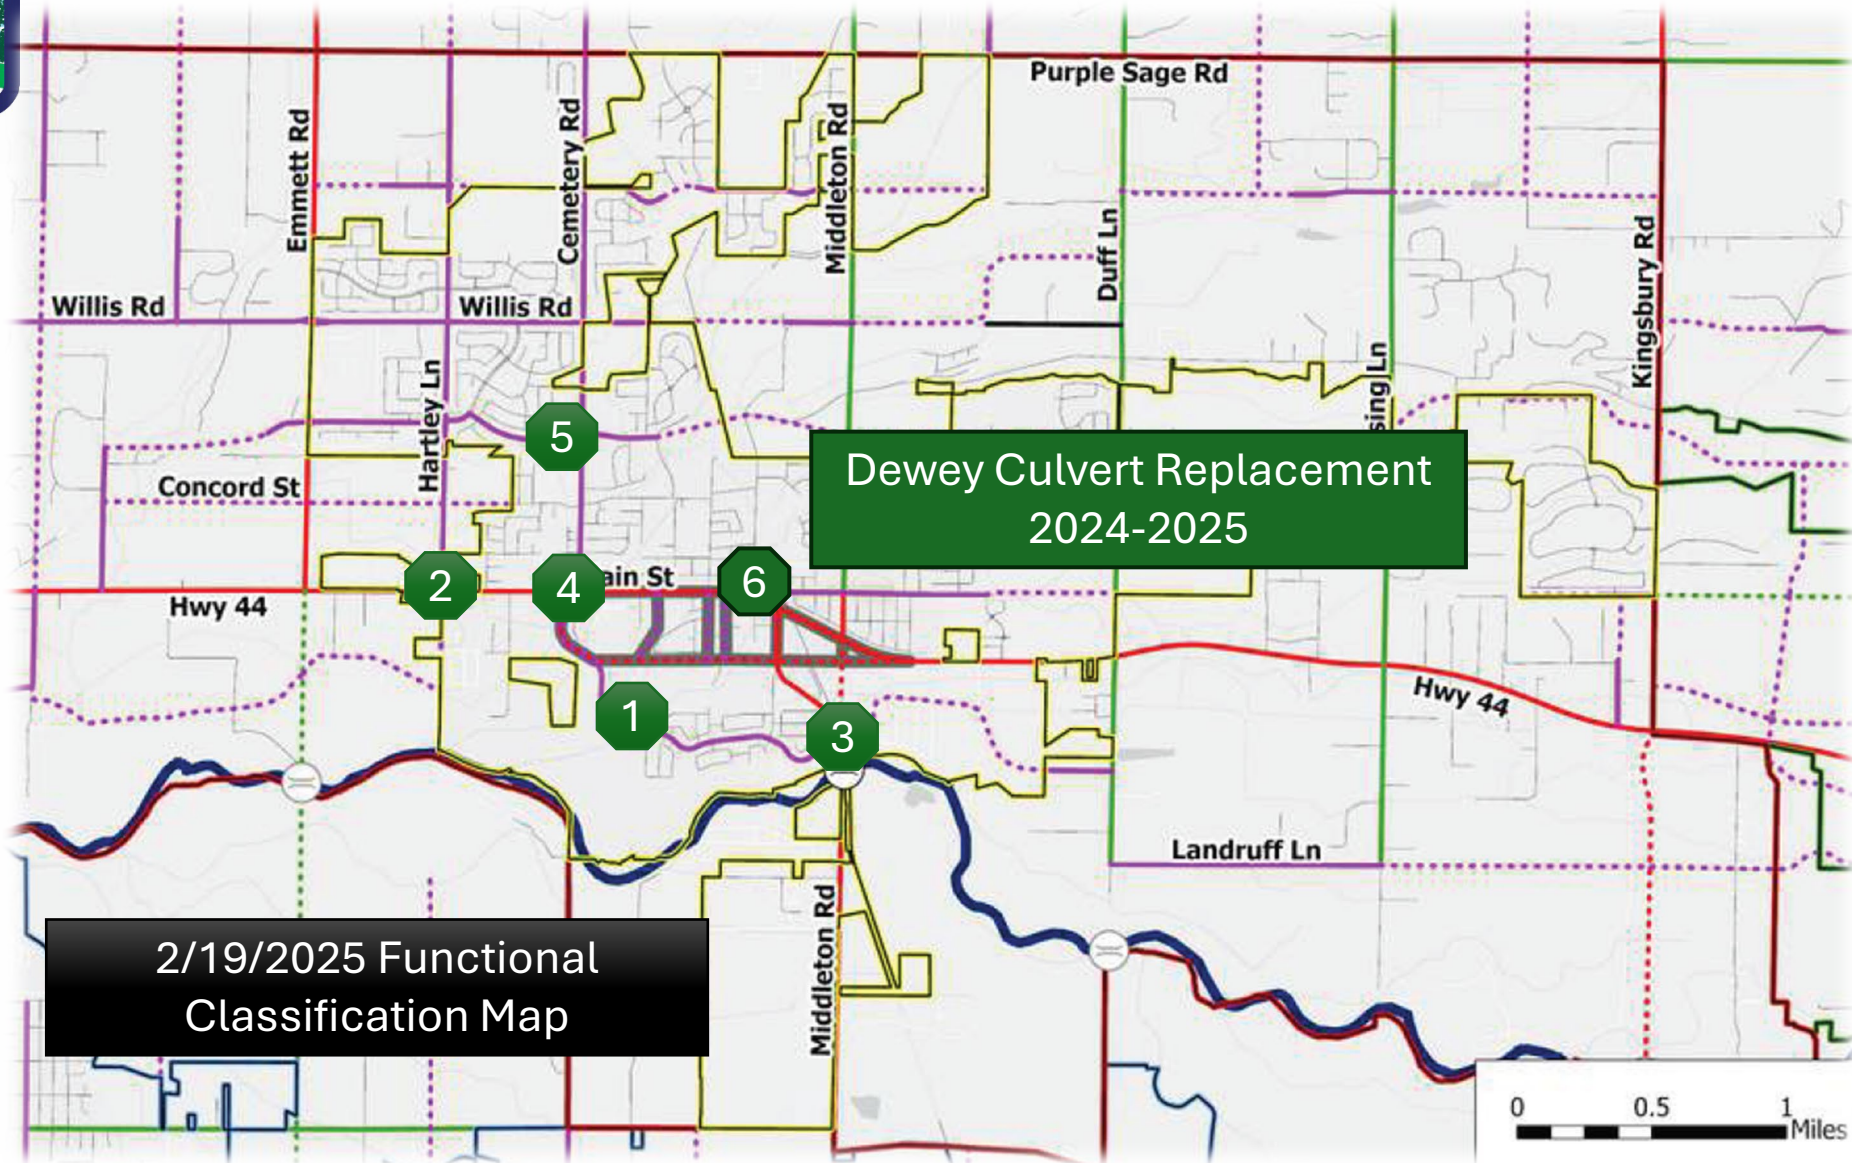 Purple Sage Rd
Emmett Rd
Cemetery Rd
Middleton Rd
Duff Ln
Kingsbury Rd
Willis Rd
Willis Rd
Hartley Ln
sing Ln
5
Dewey Culvert Replacement
2024-2025
Concord St
2
4
ain St
6
Hwy 44
1
3
Hwy 44
Landruff Ln
Middleton Rd
2/19/2025 Functional
Classification Map
0 0.5 1
Miles